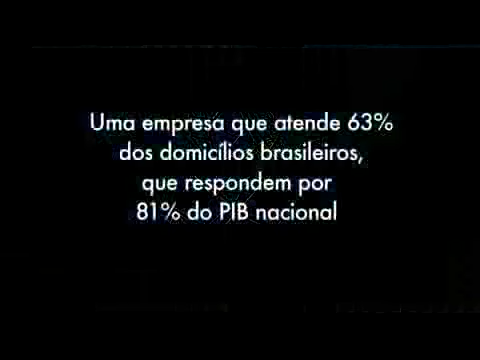 Uma empresa que atende 63%
dos domicílios brasileiros,
que respondem por
81% do PIB nacional